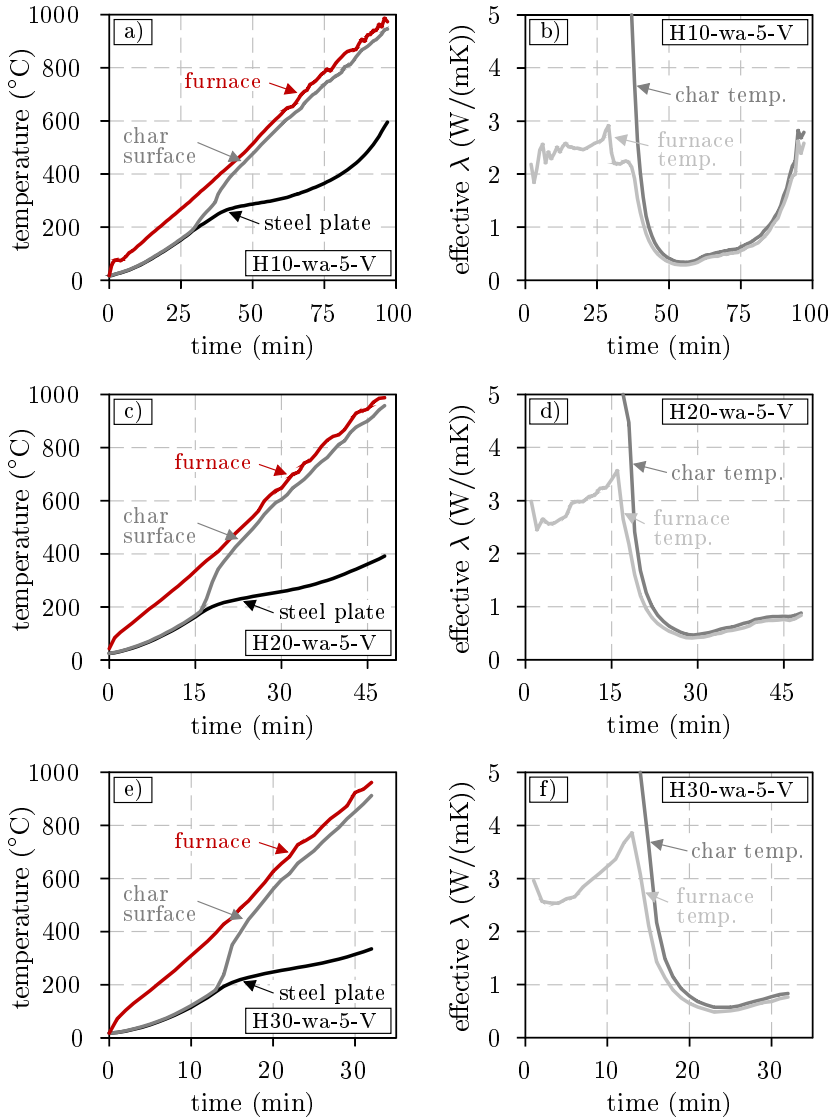 a)
temperature (°C)
1000
800
600
400
200
0
furnace
char
surface
steel plate
H10-wa-5-V
0 25 50 75 100
time (min)
b)
H10-wa-5-V
effective λ (W/(mK))
5
4
3
2
1
0
char temp.
furnace
temp.
0 25 50 75 100
time (min)
c)
temperature (°C)
1000
800
600
400
200
0
furnace
char
surface
steel plate
H20-wa-5-V
0 15 30 45
time (min)
d)
H20-wa-5-V
effective λ (W/(mK))
5
4
3
2
1
0
char temp.
furnace
temp.
0 15 30 45
time (min)
e)
temperature (°C)
1000
800
600
400
200
0
furnace
char
surface
steel plate
H30-wa-5-V
0 10 20 30
time (min)
f)
H30-wa-5-V
effective λ (W/(mK))
5
4
3
2
1
0
char temp.
furnace
temp.
0 10 20 30
time (min)